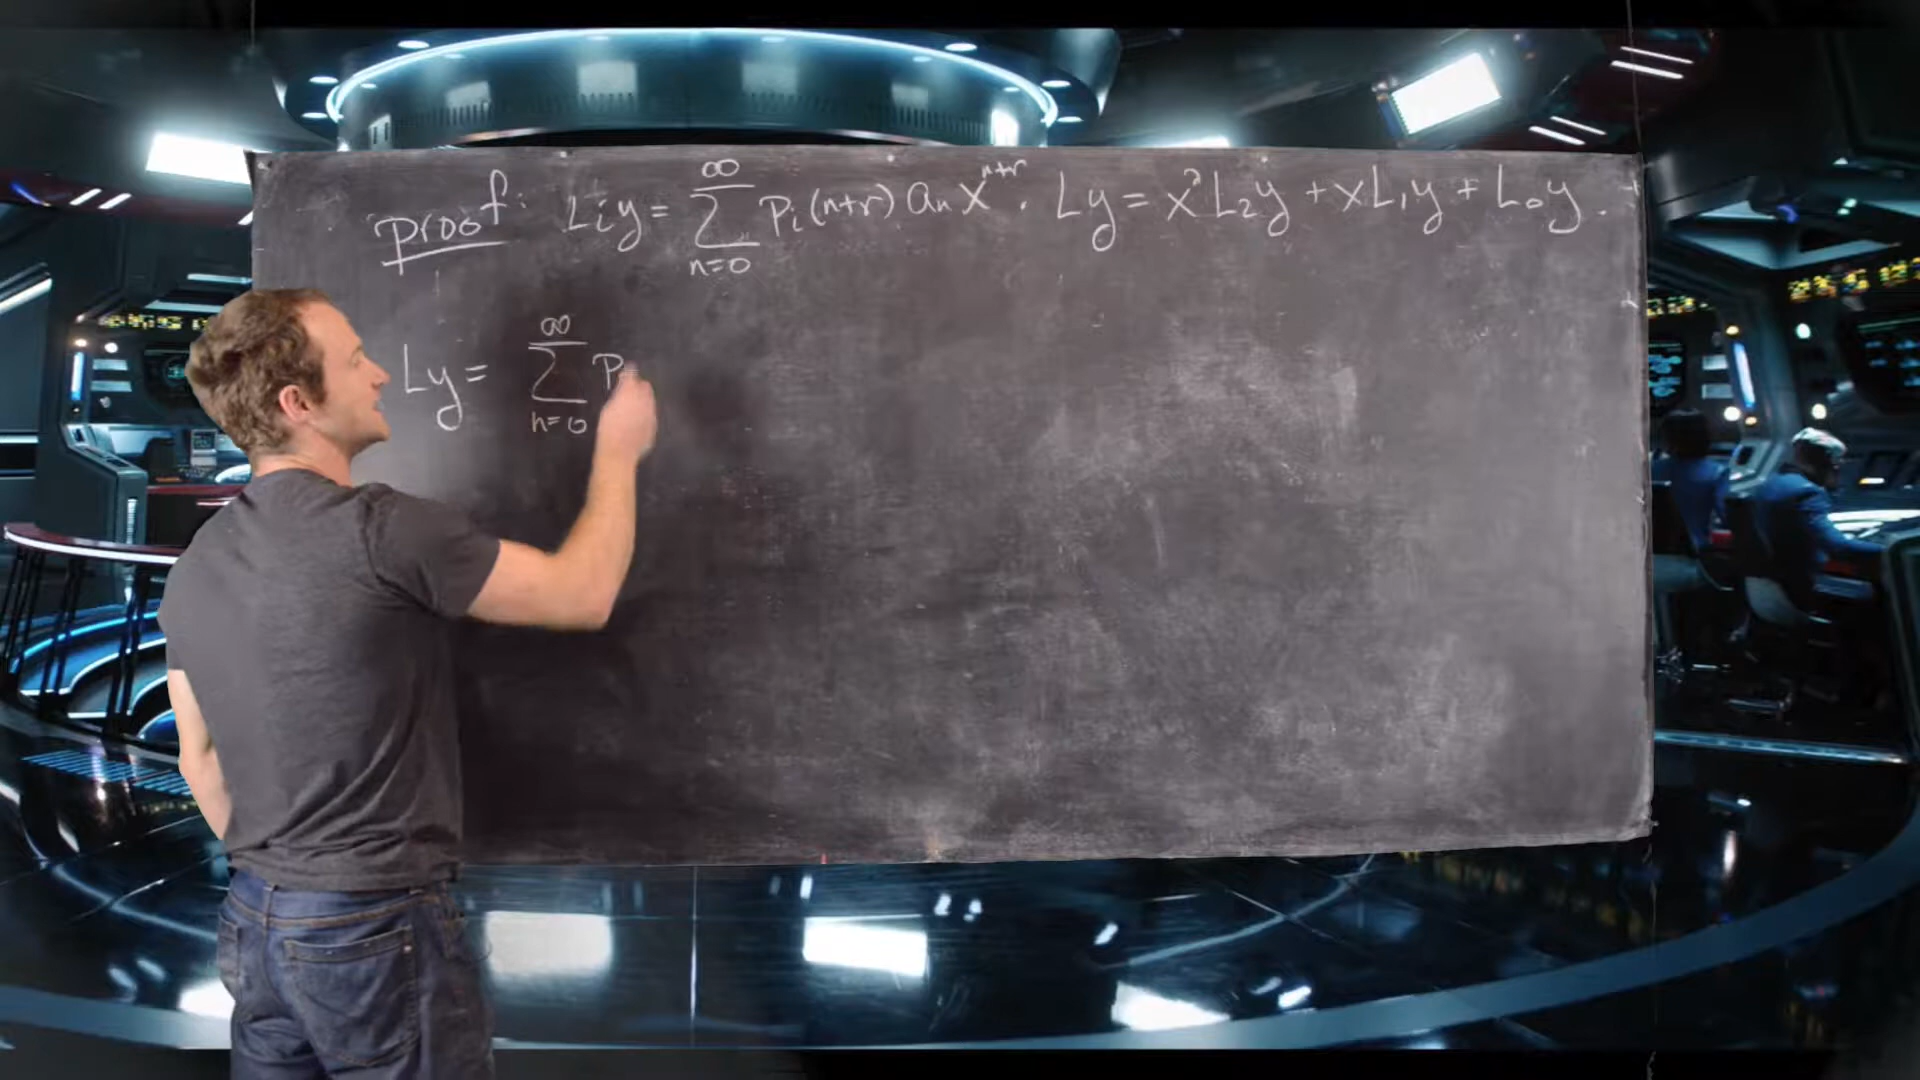 Proof: Liy = ∞∑n=0 Pi(n+r) an x^n+r. Ly = x²L₂y + xL₁y + L₀y.
Ly = ∞∑n=0 P